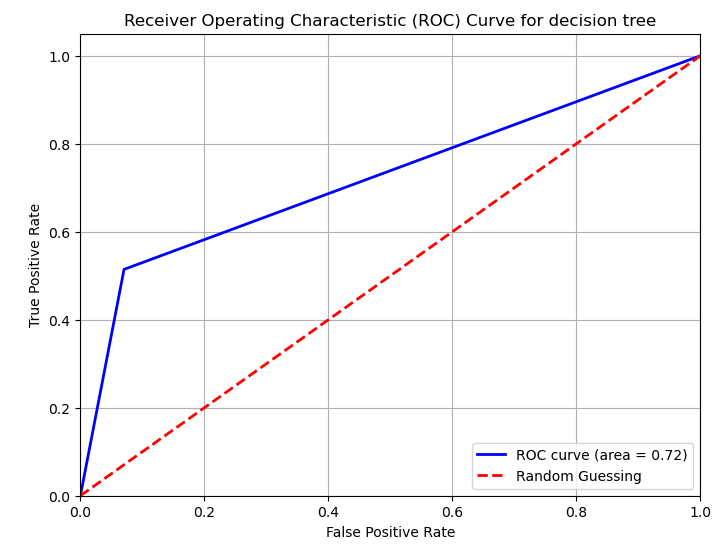 Receiver Operating Characteristic (ROC) Curve for decision tree
1.0
0.8
0.6
0.4
0.2
0.0
True Positive Rate
ROC curve (area = 0.72)
Random Guessing
0.0 0.2 0.4 0.6 0.8 1.0
False Positive Rate